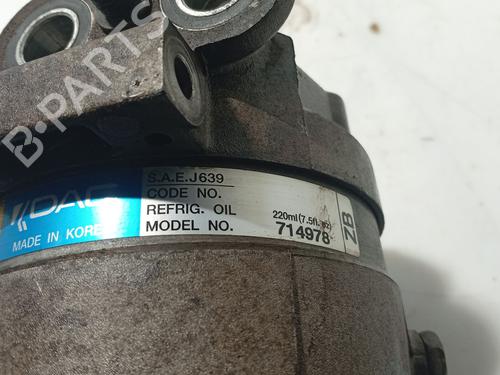 B-PARTS
S.A.E.J639
CODE NO.
REFRIG. OIL 220ml(7.5fl.oz)
MODEL NO. 714978
ZB
DAC
MADE IN KOREA